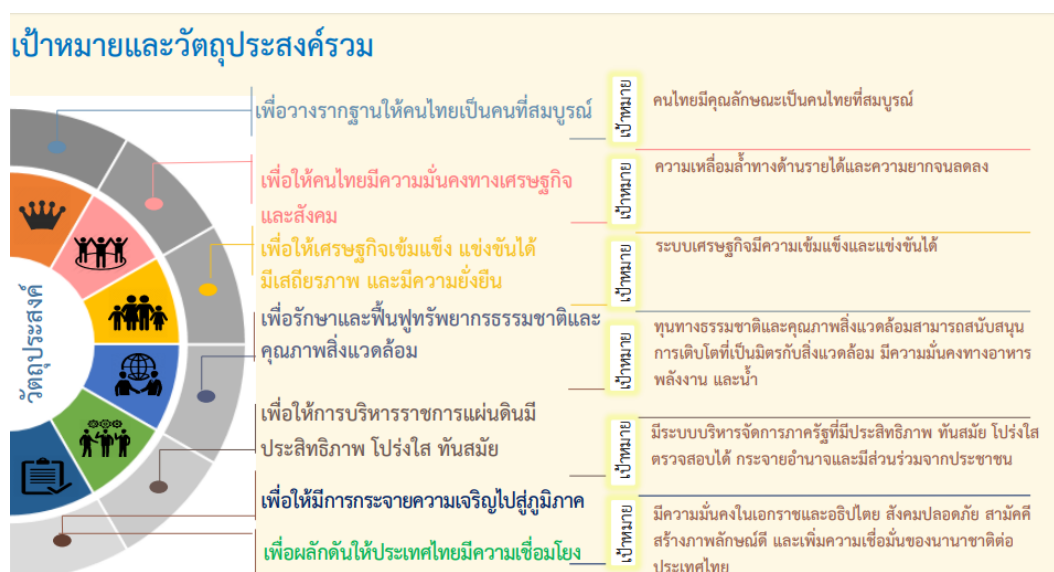 เป้าหมายและวัตถุประสงค์รวม
วัตถุประสงค์
เพื่อวางรากฐานให้คนไทยเป็นคนที่สมบูรณ์
เป้าหมาย
คนไทยมีคุณลักษณะเป็นคนไทยที่สมบูรณ์
เพื่อให้คนไทยมีความมั่นคงทางเศรษฐกิจ
และสังคม
เป้าหมาย
ความเหลื่อมล้ำทางด้านรายได้และความยากจนลดลง
เพื่อให้เศรษฐกิจเข้มแข็ง แข่งขันได้
มีเสถียรภาพ และมีความยั่งยืน
เป้าหมาย
ระบบเศรษฐกิจมีความเข้มแข็งและแข่งขันได้
เพื่อรักษาและฟื้นฟูทรัพยากรธรรมชาติและ
คุณภาพสิ่งแวดล้อม
เป้าหมาย
ทุนทางธรรมชาติและคุณภาพสิ่งแวดล้อมสามารถสนับสนุน
การเติบโตที่เป็นมิตรกับสิ่งแวดล้อม มีความมั่นคงทางอาหาร
พลังงาน และน้ำ
เพื่อให้การบริหารราชการแผ่นดินมี
ประสิทธิภาพ โปร่งใส ทันสมัย
เป้าหมาย
มีระบบบริหารจัดการภาครัฐที่มีประสิทธิภาพ ทันสมัย โปร่งใส
ตรวจสอบได้ กระจายอำนาจและมีส่วนร่วมจากประชาชน
เพื่อให้มีการกระจายความเจริญไปสู่ภูมิภาค
เพื่อผลักดันให้ประเทศไทยมีความเชื่อมโยง
เป้าหมาย
มีความมั่นคงในเอกราชและอธิปไตย สังคมปลอดภัย สามัคคี
สร้างภาพลักษณ์ดี และเพิ่มความเชื่อมั่นของนานาชาติต่อ
ประเทศไทย